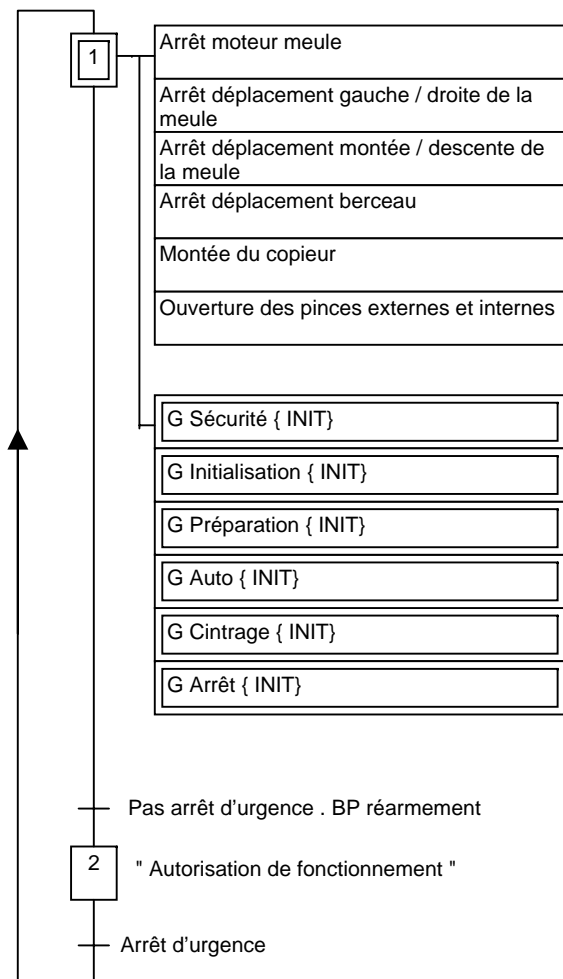 1
Arrêt moteur meule
Arrêt déplacement gauche / droite de la
meule
Arrêt déplacement montée / descente de
la meule
Arrêt déplacement berceau
Montée du copieur
Ouverture des pinces externes et internes
G Sécurité { INIT}
G Initialisation { INIT}
G Préparation { INIT}
G Auto { INIT}
G Cintrage { INIT}
G Arrêt { INIT}
Pas arrêt d’urgence . BP réarmement
2
" Autorisation de fonctionnement "
Arrêt d’urgence